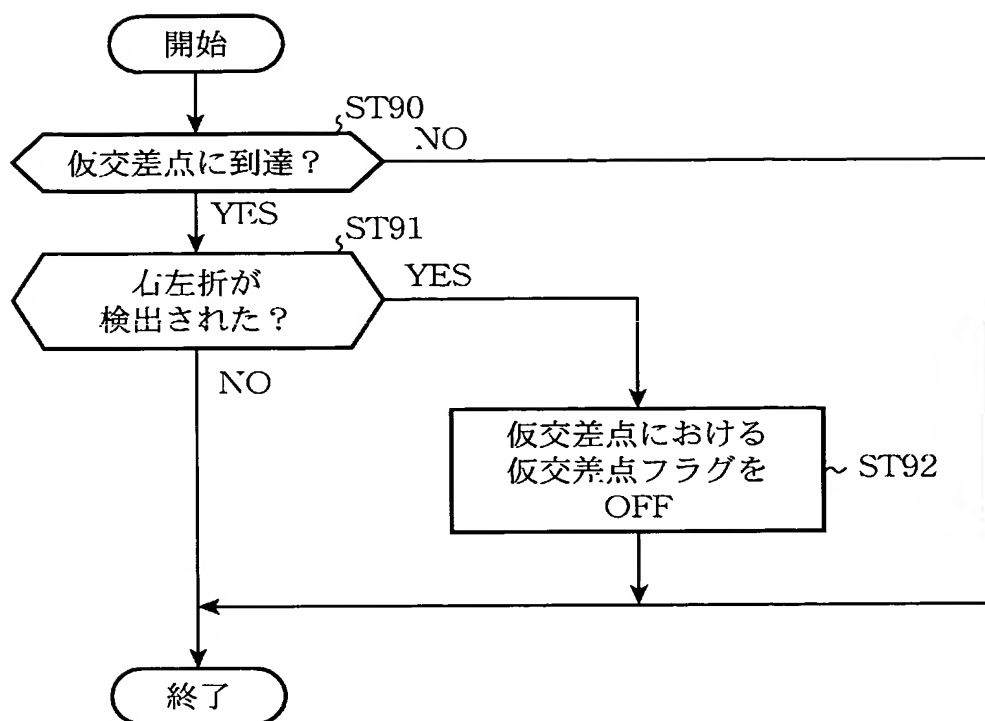 開始
ST90
仮交差点に到達？
NO
YES
ST91
右左折が
検出された？
YES
NO
仮交差点における
仮交差点フラグを
OFF
ST92
終了